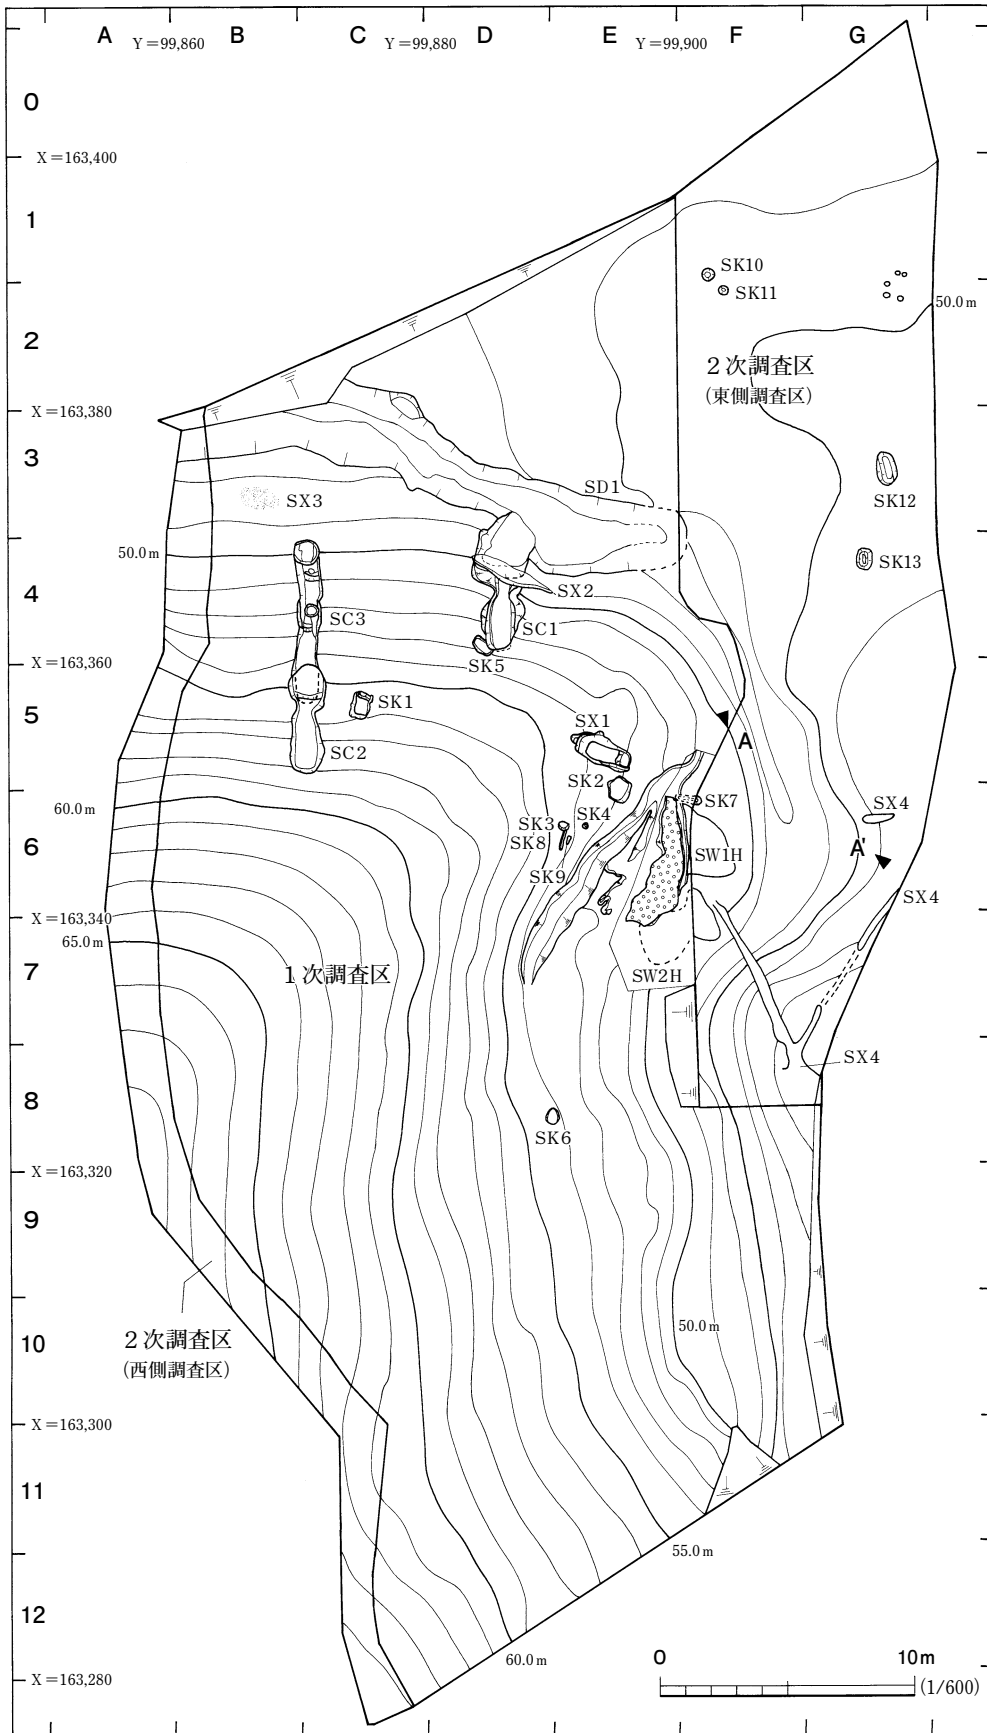 A B C D E F G
Y＝99,860 Y＝99,880 Y＝99,900
0
X＝163,400
1
SK10
SK11
50.0m
2
２次調査区
（東側調査区）
X＝163,380
3
SX3
SD1
SK12
50.0m
SK13
4
SX2
SC3
SC1
X＝163,360
SK5
5
SK1
SX1
A
SC2
SK2
60.0m
SK7
SX4
SK3
SK4
6
SK8
SW1H
A'
SK9
SX4
X＝163,340
65.0m
7
１次調査区
SW2H
SX4
8
SK6
X＝163,320
9
50.0m
10
２次調査区
（西側調査区）
X＝163,300
11
55.0m
12
60.0m
0 10m
X＝163,280
(1/600)